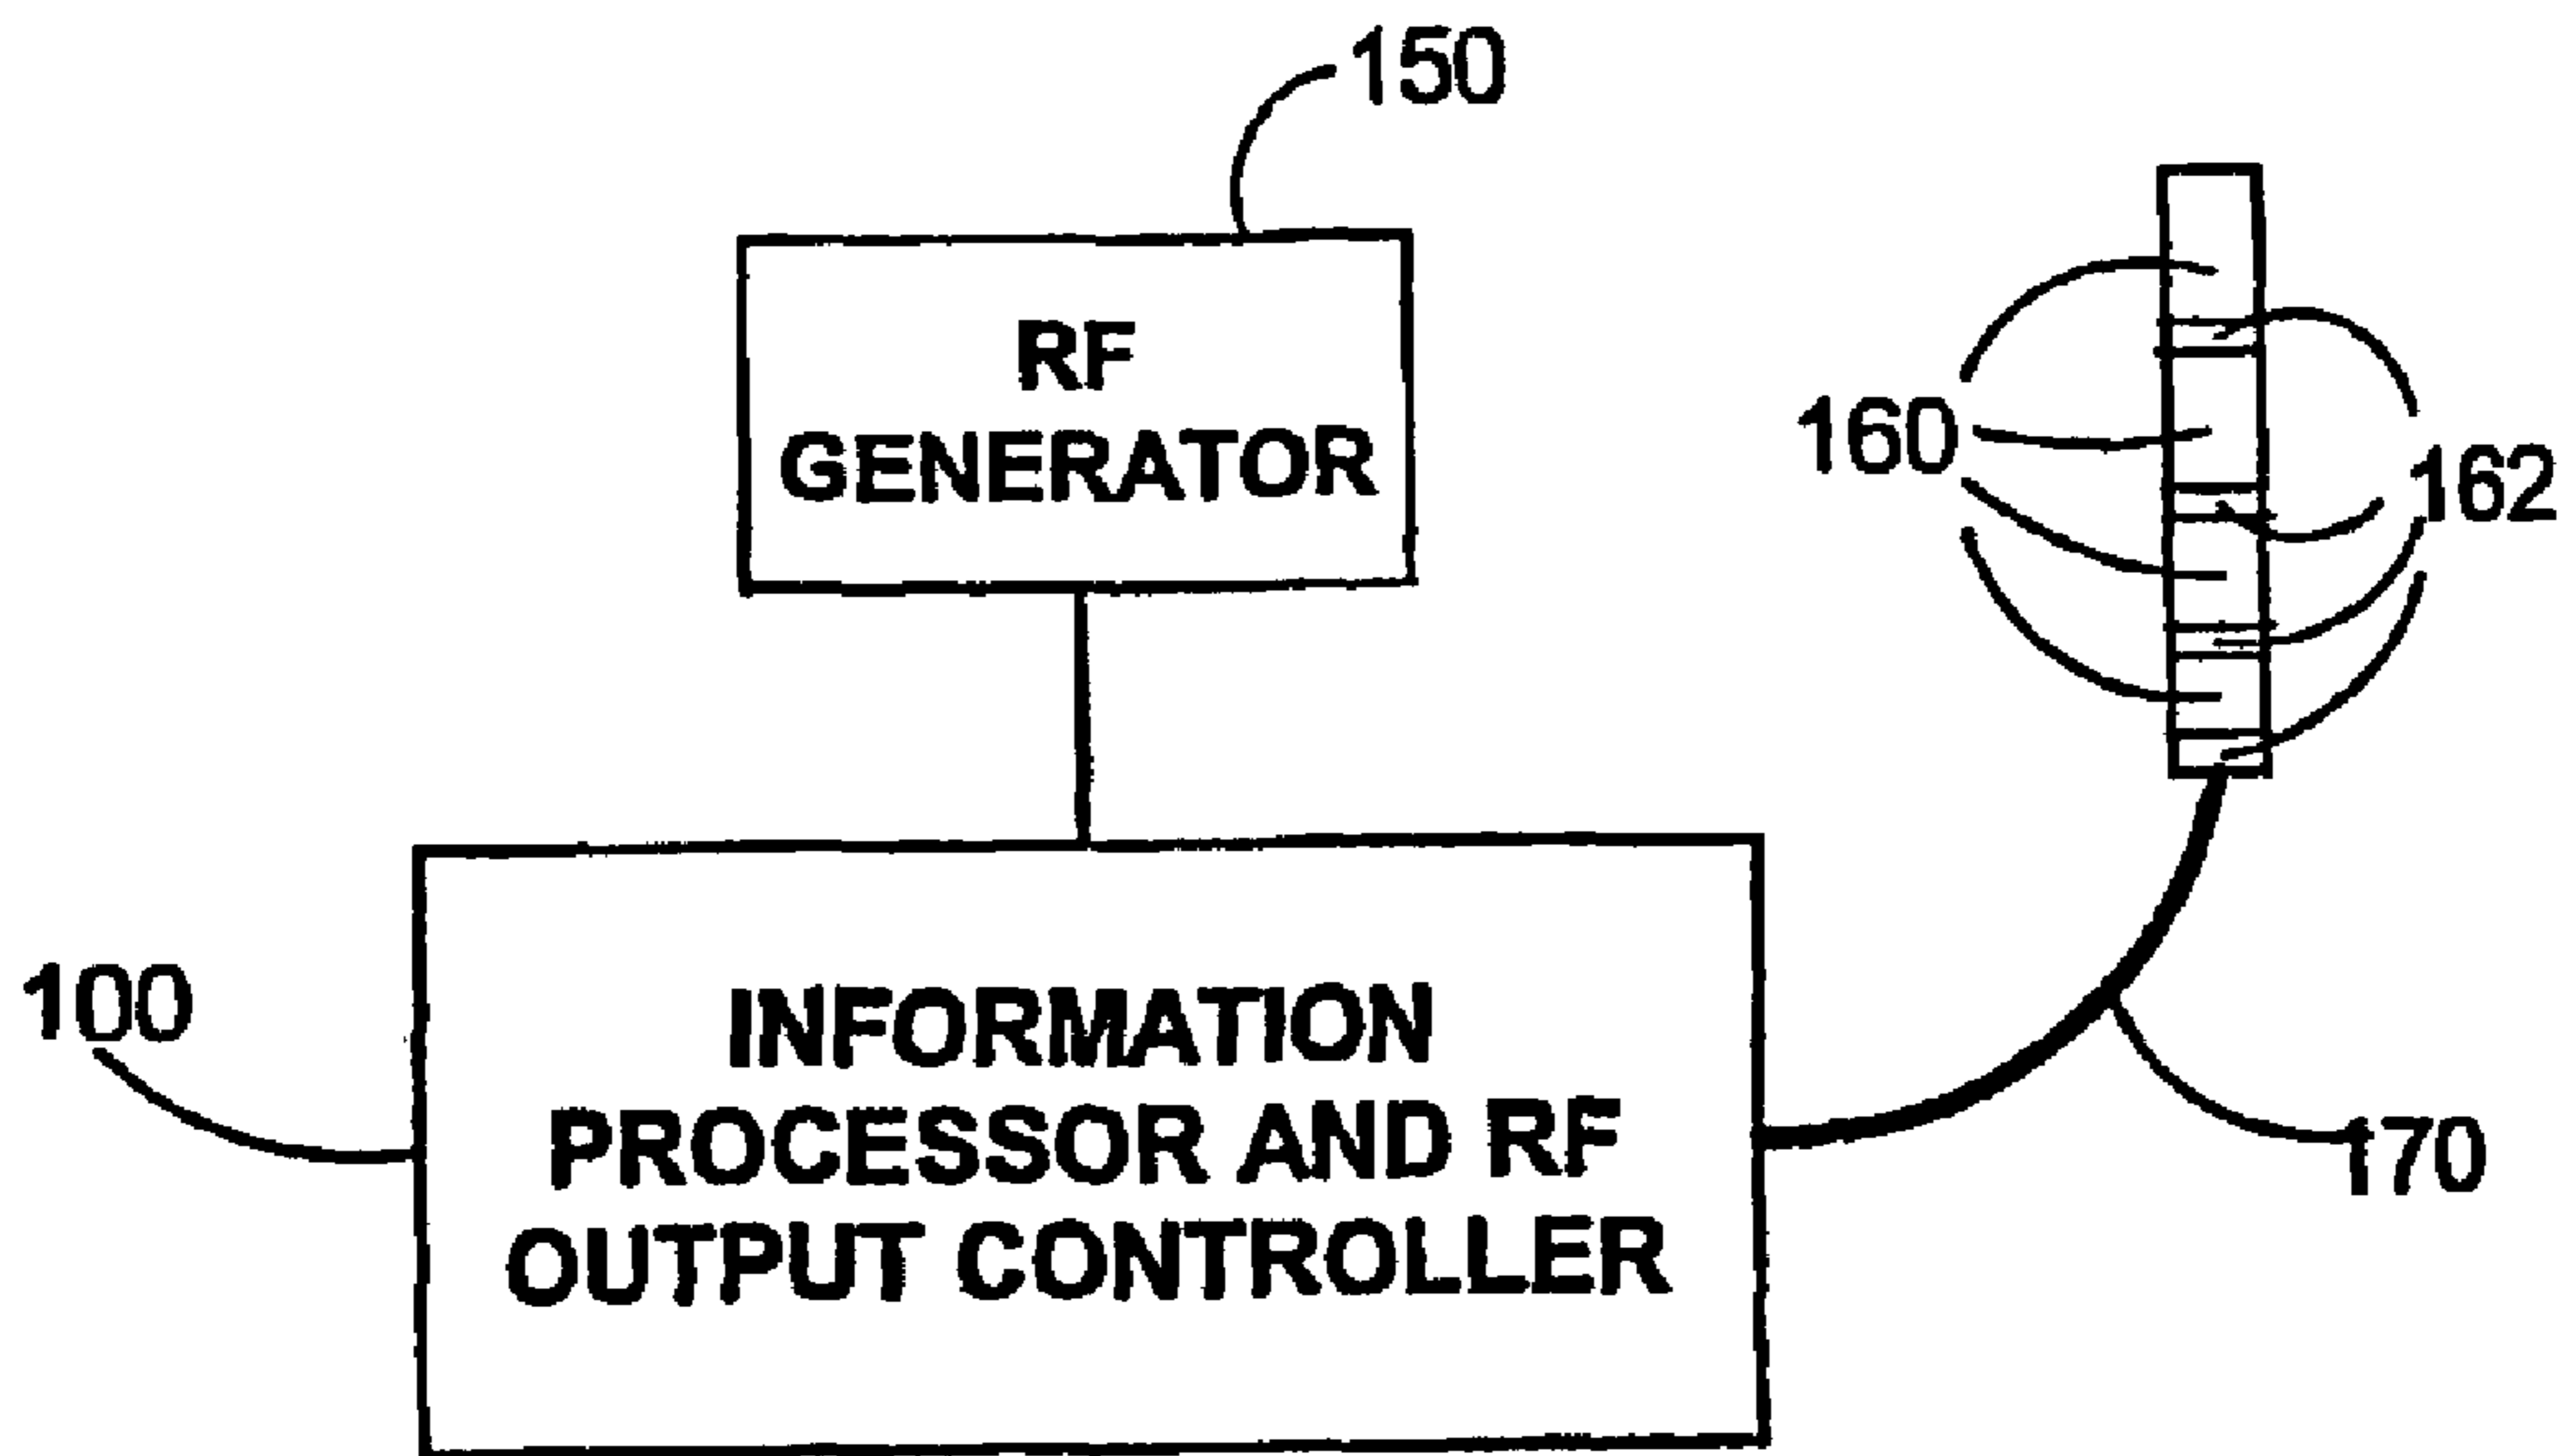 150
RF
GENERATOR
160
162
100
INFORMATION
PROCESSOR AND RF
OUTPUT CONTROLLER
170